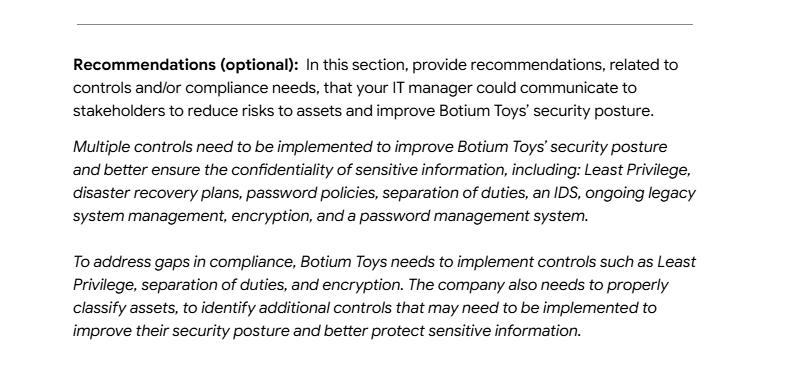 Recommendations (optional): In this section, provide recommendations, related to
controls and/or compliance needs, that your IT manager could communicate to
stakeholders to reduce risks to assets and improve Botium Toys’ security posture.
Multiple controls need to be implemented to improve Botium Toys’ security posture
and better ensure the confidentiality of sensitive information, including: Least Privilege,
disaster recovery plans, password policies, separation of duties, an IDS, ongoing legacy
system management, encryption, and a password management system.
To address gaps in compliance, Botium Toys needs to implement controls such as Least
Privilege, separation of duties, and encryption. The company also needs to properly
classify assets, to identify additional controls that may need to be implemented to
improve their security posture and better protect sensitive information.